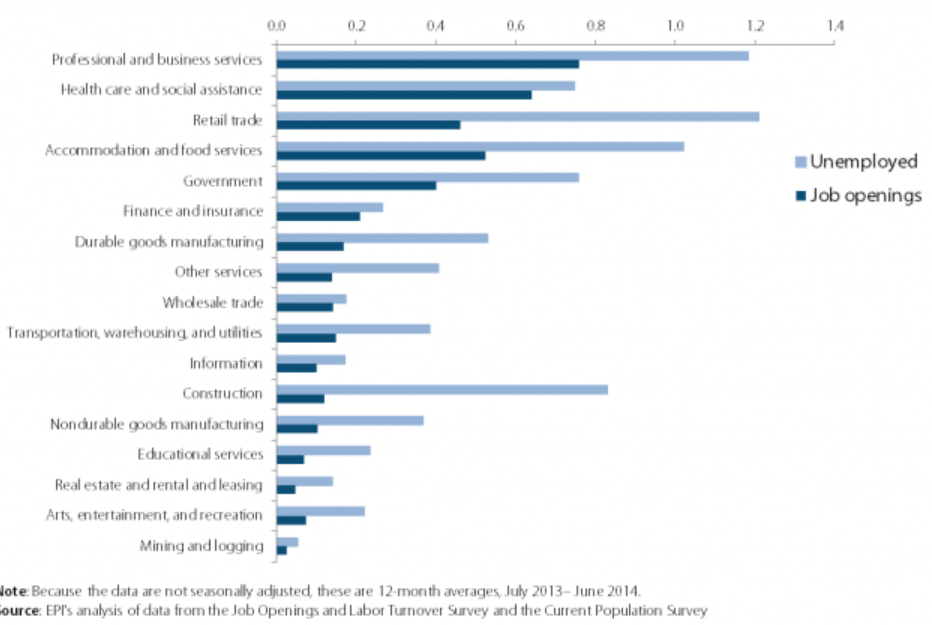 0.0 0.2 0.4 0.6 0.8 1.0 1.2 1.4
Professional and business services
Health care and social assistance
Retail trade
Accommodation and food services
Unemployed
Government
Job openings
Finance and insurance
Durable goods manufacturing
Other services
Wholesale trade
Transportation, warehousing, and utilities
Information
Construction
Nondurable goods manufacturing
Educational services
Real estate and rental and leasing
Arts, entertainment, and recreation
Mining and logging
Note: Because the data are not seasonally adjusted, these are 12-month averages, July 2013– June 2014.
Source: EPI's analysis of data from the Job Openings and Labor Turnover Survey and the Current Population Survey